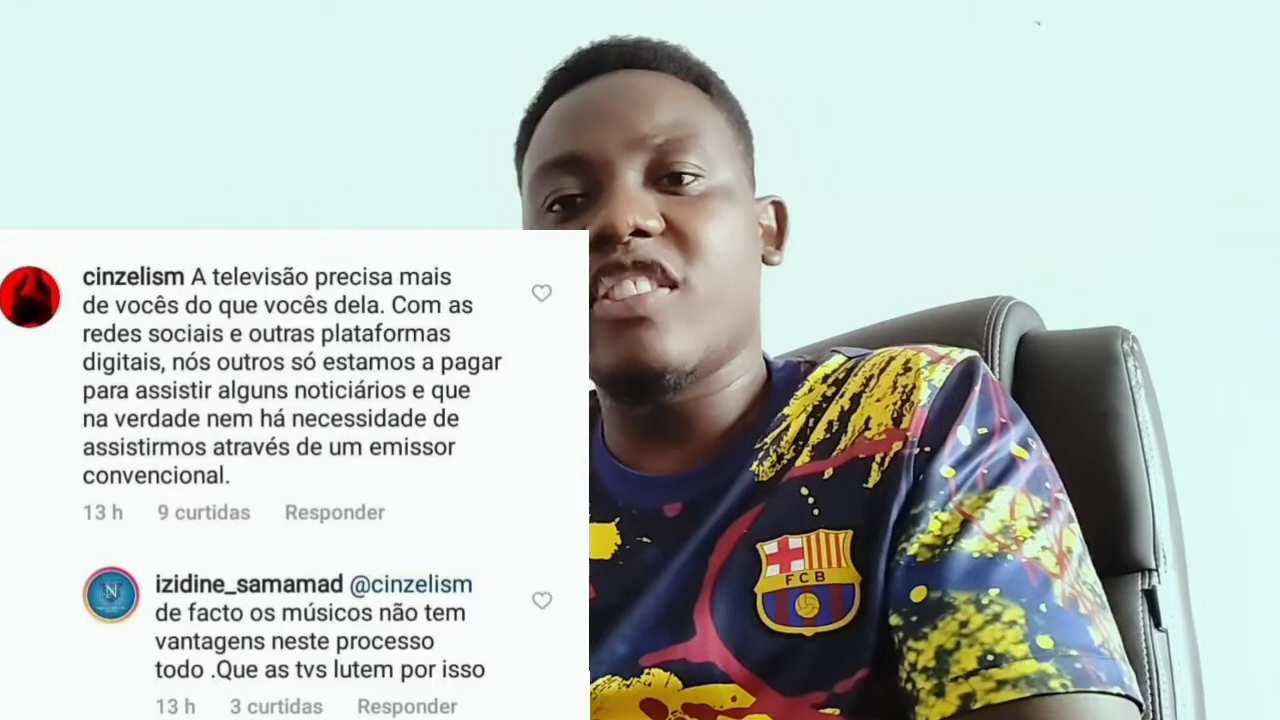 cinzelism A televisão precisa mais
de vocês do que vocês dela. Com as
redes sociais e outras plataformas
digitais, nós outros só estamos a pagar
para assistir alguns noticiários e que
na verdade nem há necessidade de
assistirmos através de um emissor
convencional.
13 h 9 curtidas Responder
izidine_samamad @cinzelism
de facto os músicos não tem
vantagens neste processo
todo .Que as tvs lutem por isso
13 h 3 curtidas Responder
N
FCB